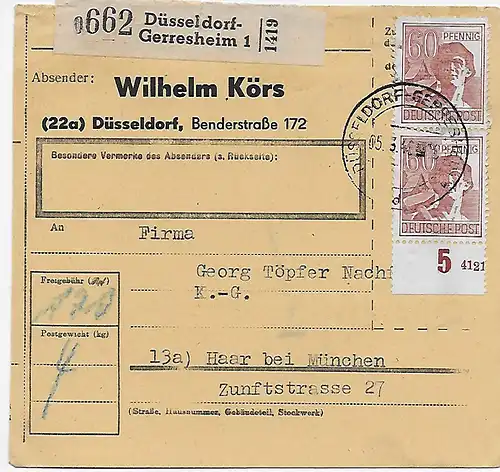 0662 Düsseldorf-
Gerresheim 1
1419
Absender:
Wilhelm Körs
(22a) Düsseldorf, Benderstraße 172
Besondere Vermerke des Absenders (s. Rückseite):
An
Firma
Georg Töpfer Nachf
K.-G.
Freigebühr
Postgewicht (kg)
13a) Haar bei München
Zunftstrasse 27
(Straße, Hausnummer, Gebäudeteil, Stockwerk)
60 PFENNIG
DEUTSCHE POST
60 PFENNIG
DEUTSCHE POST
5 4121